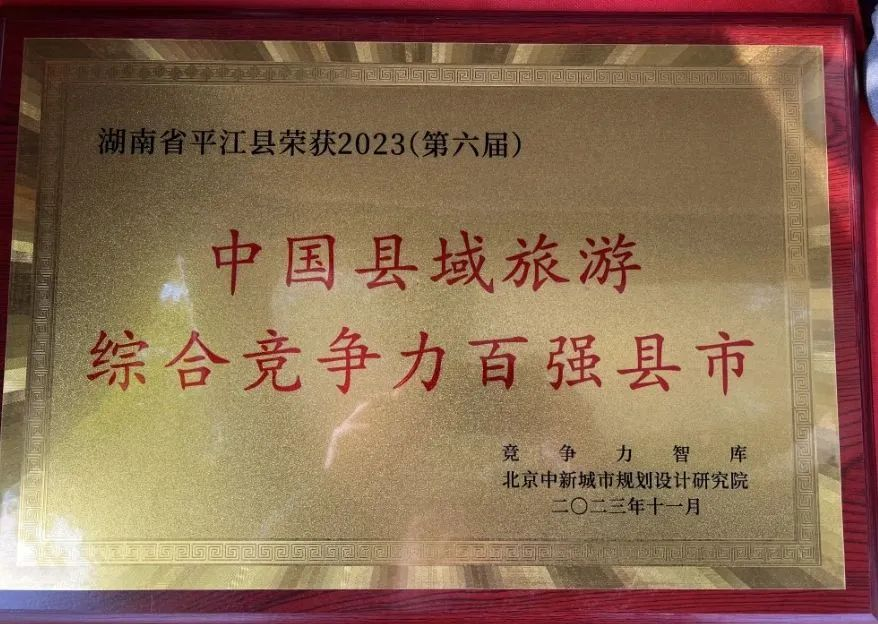 湖南省平江县荣获2023(第六届)
中国县域旅游
综合竞争力百强县市
竞争力智库
北京中新城市规划设计研究院
二〇二三年十一月